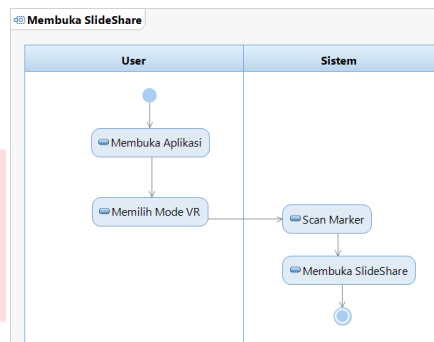 Membuka SlideShare
User
Sistem
Membuka Aplikasi
Memilih Mode VR
Scan Marker
Membuka SlideShare